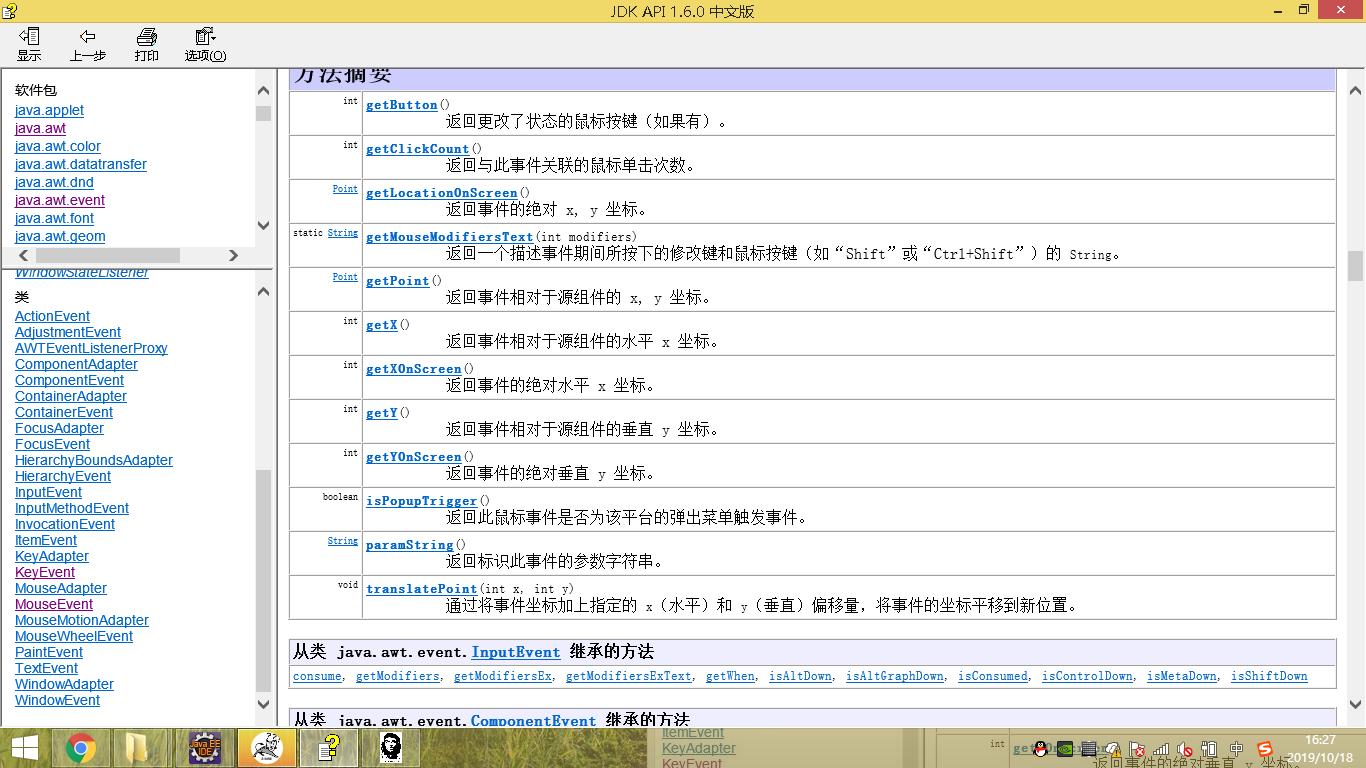 JDK API 1.6.0 中文版
显示 上一步 打印 选项(O)
软件包
java.applet
java.awt
java.awt.color
java.awt.datatransfer
java.awt.dnd
java.awt.event
java.awt.font
java.awt.geom
WindowStateListener
类
ActionEvent
AdjustmentEvent
AWTEventListenerProxy
ComponentAdapter
ComponentEvent
ContainerAdapter
ContainerEvent
FocusAdapter
FocusEvent
HierarchyBoundsAdapter
HierarchyEvent
InputEvent
InputMethodEvent
InvocationEvent
ItemEvent
KeyAdapter
KeyEvent
MouseAdapter
MouseEvent
MouseMotionAdapter
MouseWheelEvent
PaintEvent
TextEvent
WindowAdapter
WindowEvent
方法摘要
int getButton()
返回更改了状态的鼠标按键（如果有）。
int getClickCount()
返回与此事件关联的鼠标单击次数。
Point getLocationOnScreen()
返回事件的绝对 x, y 坐标。
static String getMouseModifiersText(int modifiers)
返回一个描述事件期间所按下的修改键和鼠标按键（如“Shift”或“Ctrl+Shift”）的 String。
Point getPoint()
返回事件相对于源组件的 x, y 坐标。
int getX()
返回事件相对于源组件的水平 x 坐标。
int getXOnScreen()
返回事件的绝对水平 x 坐标。
int getY()
返回事件相对于源组件的垂直 y 坐标。
int getYOnScreen()
返回事件的绝对垂直 y 坐标。
boolean isPopupTrigger()
返回此鼠标事件是否为该平台的弹出菜单触发事件。
String paramString()
返回标识此事件的参数字符串。
void translatePoint(int x, int y)
通过将事件坐标加上指定的 x（水平）和 y（垂直）偏移量，将事件的坐标平移到新位置。
从类 java.awt.event.InputEvent 继承的方法
consume, getModifiers, getModifiersEx, getModifiersExText, getWhen, isAltDown, isAltGraphDown, isConsumed, isControlDown, isMetaDown, isShiftDown
从类 java.awt.event.ComponentEvent 继承的方法
Java EE
IDE
ItemEvent
KeyAdapter
KeyEvent
int
返回事件的绝对垂直 y 坐标。
中
16:27
2019/10/18